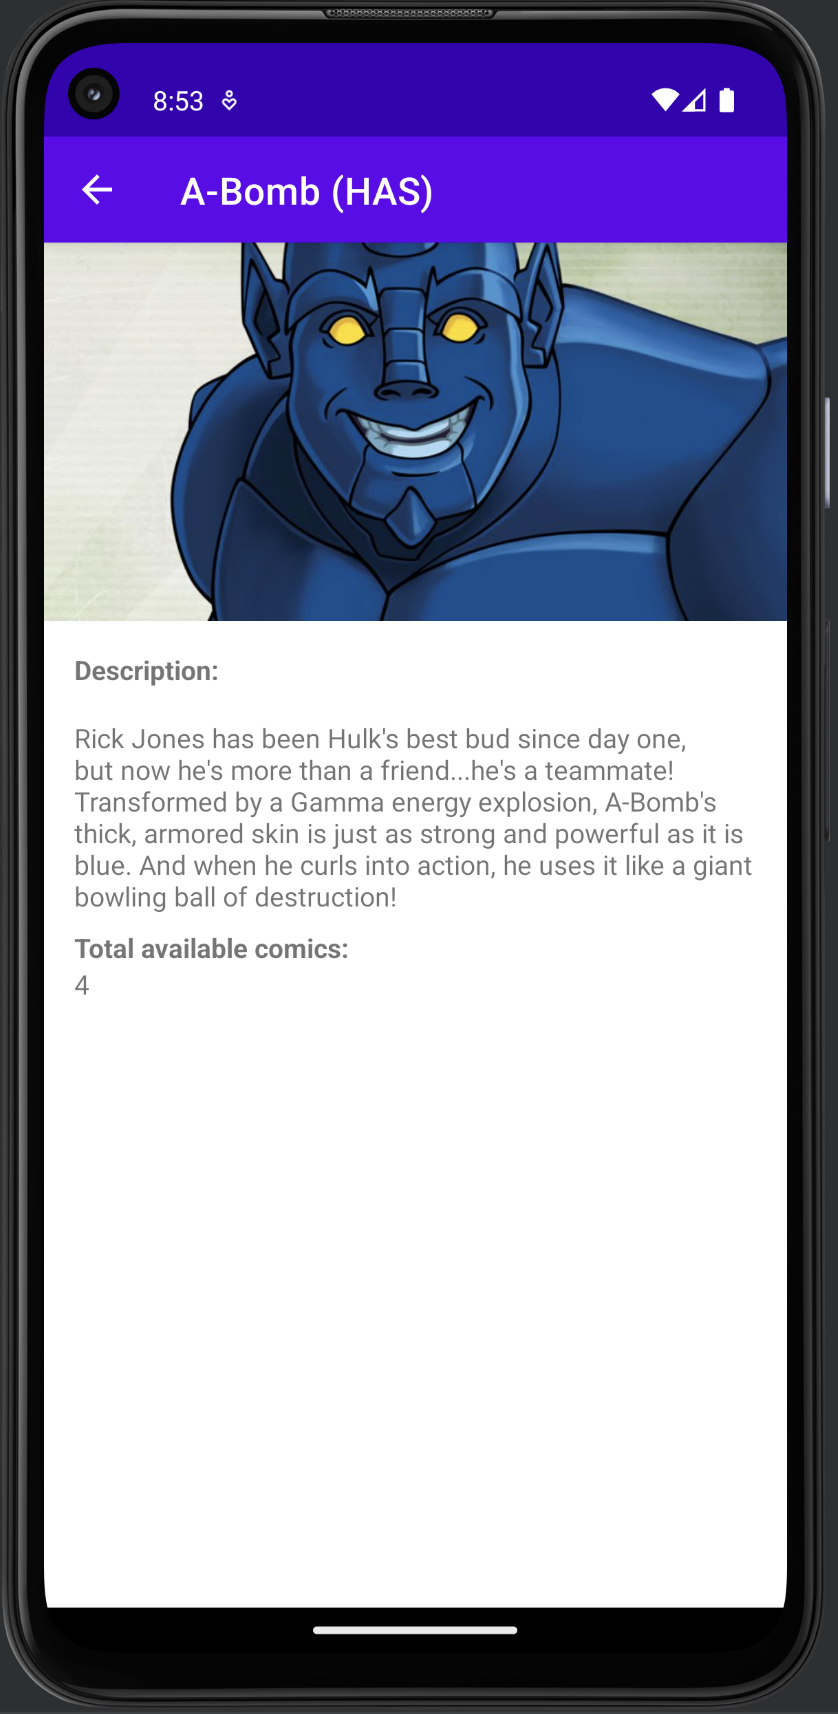 8:53
A-Bomb (HAS)
Description:
Rick Jones has been Hulk's best bud since day one,
but now he's more than a friend...he's a teammate!
Transformed by a Gamma energy explosion, A-Bomb's
thick, armored skin is just as strong and powerful as it is
blue. And when he curls into action, he uses it like a giant
bowling ball of destruction!
Total available comics:
4